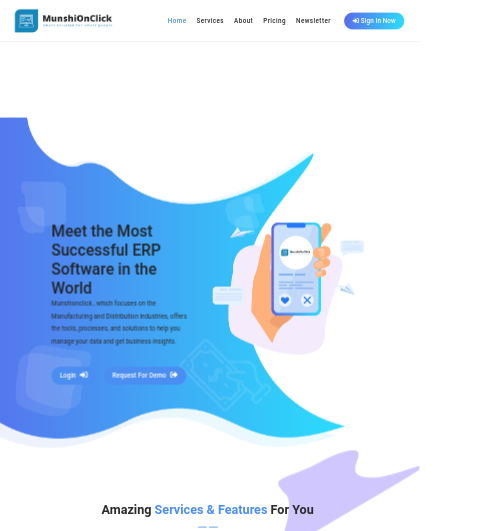 MunshiOnClick
Home Services About Pricing Newsletter Sign In Now
Meet the Most
Successful ERP
Software in the
World
Munshionclick , which focuses on the
Manufacturing and Distribution Industries, offers
the tools, processes, and solutions to help you
manage your data and get business insights.
Login Request For Demo
Amazing Services & Features For You